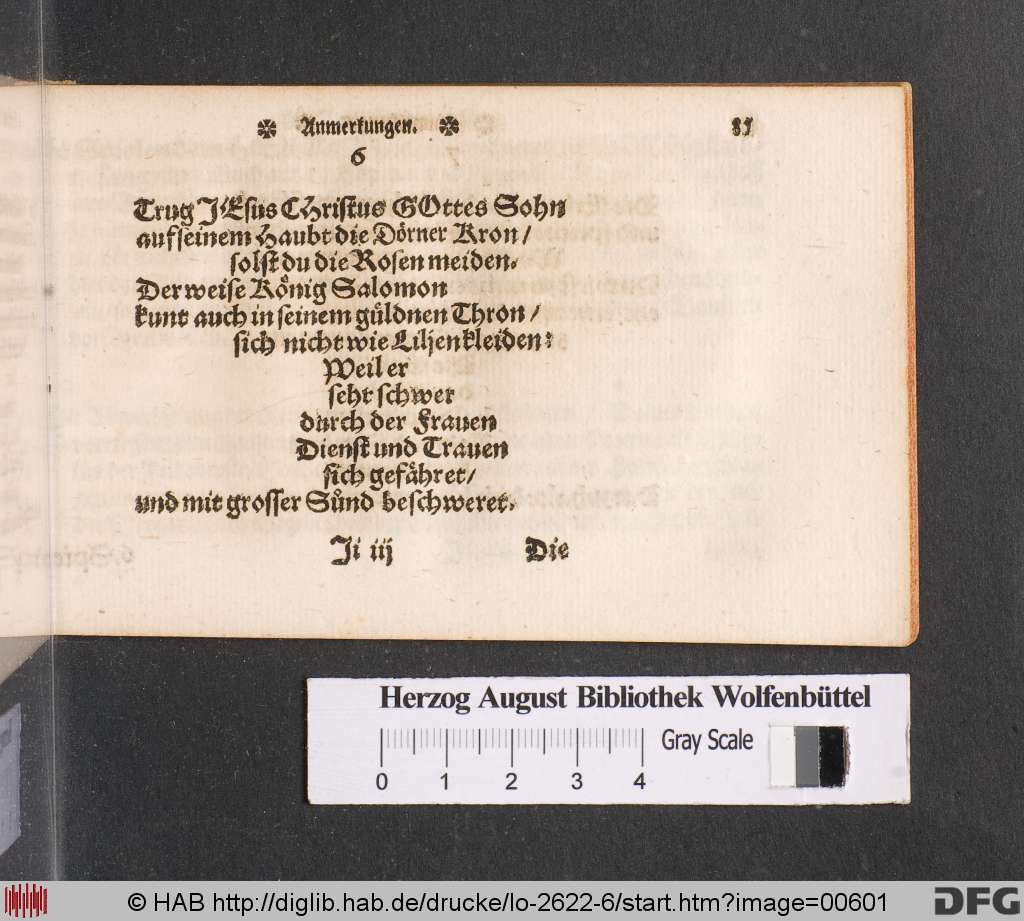 ✠ Anmerkungen. ✠ 85
6
Trug JEsus CHristus GOttes Sohn
auf seinem Haubt die Dörner Kron /
solst du die Rosen meiden.
Der weise König Salomon
kunt auch in seinem güldnen Thron /
sich nicht wie Liljen kleiden:
Weil er
seht schwer
durch der Frauen
Dienst und Trauen
sich gefähret /
und mit grosser Sünd beschweret.
Ji iij Die
Herzog August Bibliothek Wolfenbüttel
Gray Scale
0 1 2 3 4
© HAB http://diglib.hab.de/drucke/lo-2622-6/start.htm?image=00601
DFG